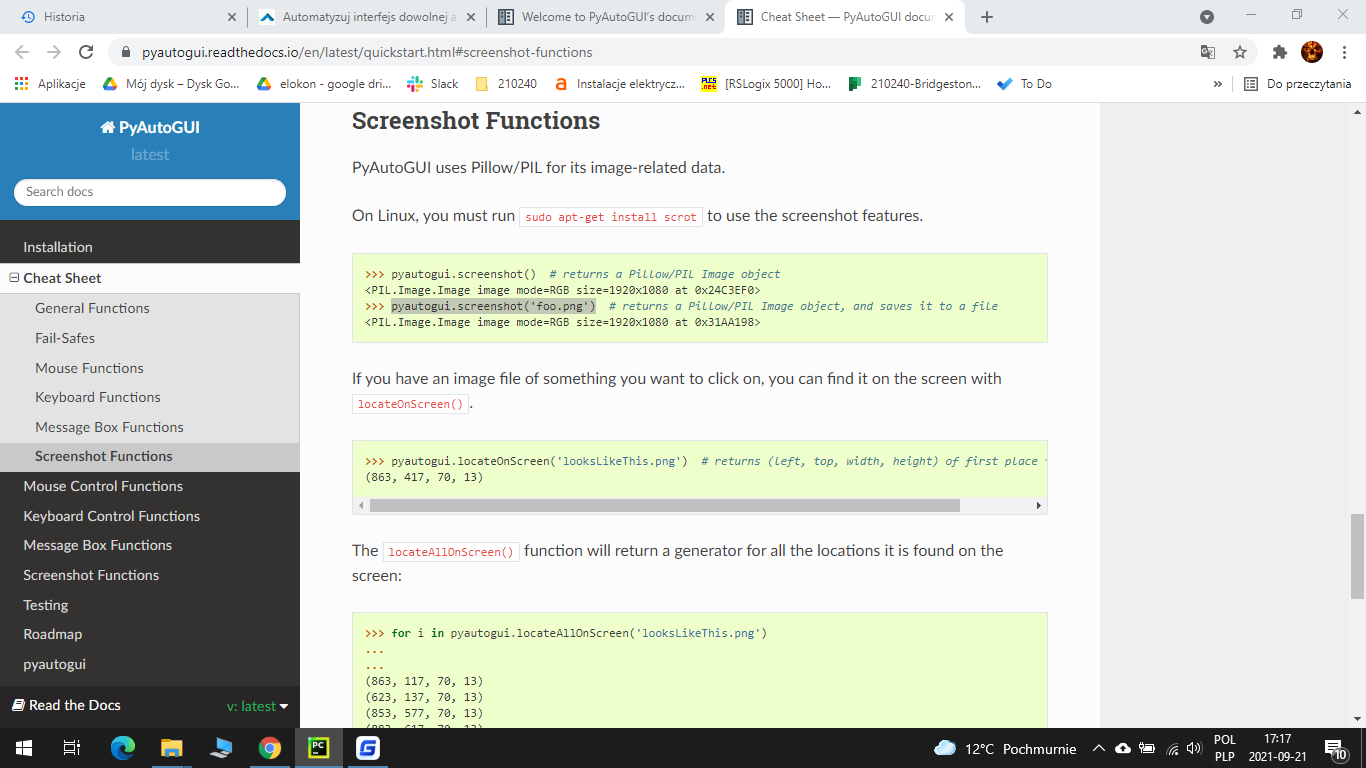 Historia
Automatyzuj interfejs dowolnej a
Welcome to PyAutoGUI's docum
Cheat Sheet — PyAutoGUI docum
pyautogui.readthedocs.io/en/latest/quickstart.html#screenshot-functions
Aplikacje
Mój dysk – Dysk Go...
elokon - google dri...
Slack
210240
Instalacje elektrycz...
[RSLogix 5000] Ho...
210240-Bridgeston...
To Do
»
Do przeczytania
PyAutoGUI
latest
Search docs
Installation
Cheat Sheet
General Functions
Fail-Safes
Mouse Functions
Keyboard Functions
Message Box Functions
Screenshot Functions
Mouse Control Functions
Keyboard Control Functions
Message Box Functions
Screenshot Functions
Testing
Roadmap
pyautogui
Read the Docs
v: latest
Screenshot Functions
PyAutoGUI uses Pillow/PIL for its image-related data.
On Linux, you must run sudo apt-get install scrot to use the screenshot features.
>>> pyautogui.screenshot()  # returns a Pillow/PIL Image object
<PIL.Image.Image image mode=RGB size=1920x1080 at 0x24C3EF0>
>>> pyautogui.screenshot('foo.png')  # returns a Pillow/PIL Image object, and saves it to a file
<PIL.Image.Image image mode=RGB size=1920x1080 at 0x31AA198>
If you have an image file of something you want to click on, you can find it on the screen with
locateOnScreen().
>>> pyautogui.locateOnScreen('looksLikeThis.png')  # returns (left, top, width, height) of first place
(863, 417, 70, 13)
The locateAllOnScreen() function will return a generator for all the locations it is found on the
screen:
>>> for i in pyautogui.locateAllOnScreen('looksLikeThis.png')
...
...
(863, 117, 70, 13)
(623, 137, 70, 13)
(853, 577, 70, 13)
(883, 617, 70, 13)
PC
12°C Pochmurnie
POL
PLP
17:17
2021-09-21
10